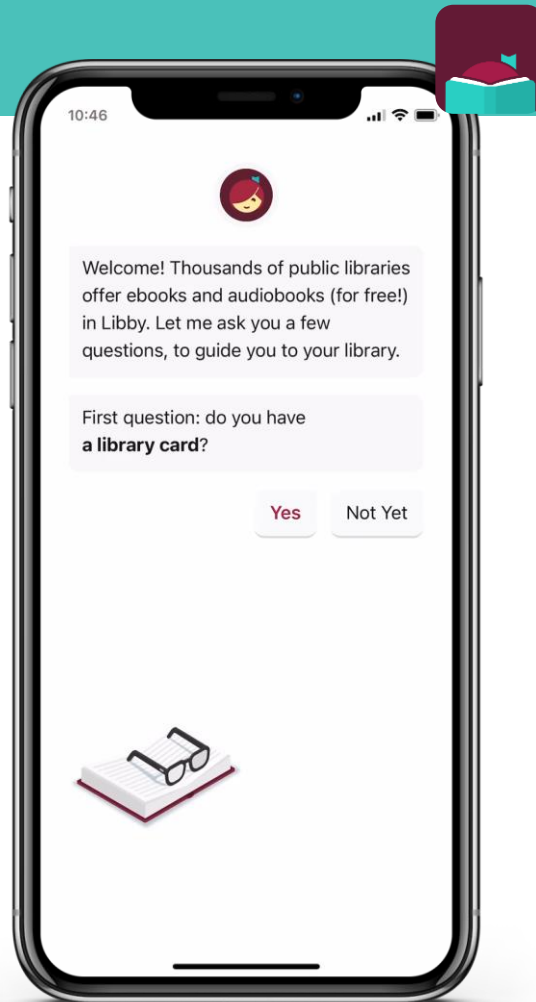 10:46
Welcome! Thousands of public libraries
offer ebooks and audiobooks (for free!)
in Libby. Let me ask you a few
questions, to guide you to your library.
First question: do you have
a library card?
Yes
Not Yet